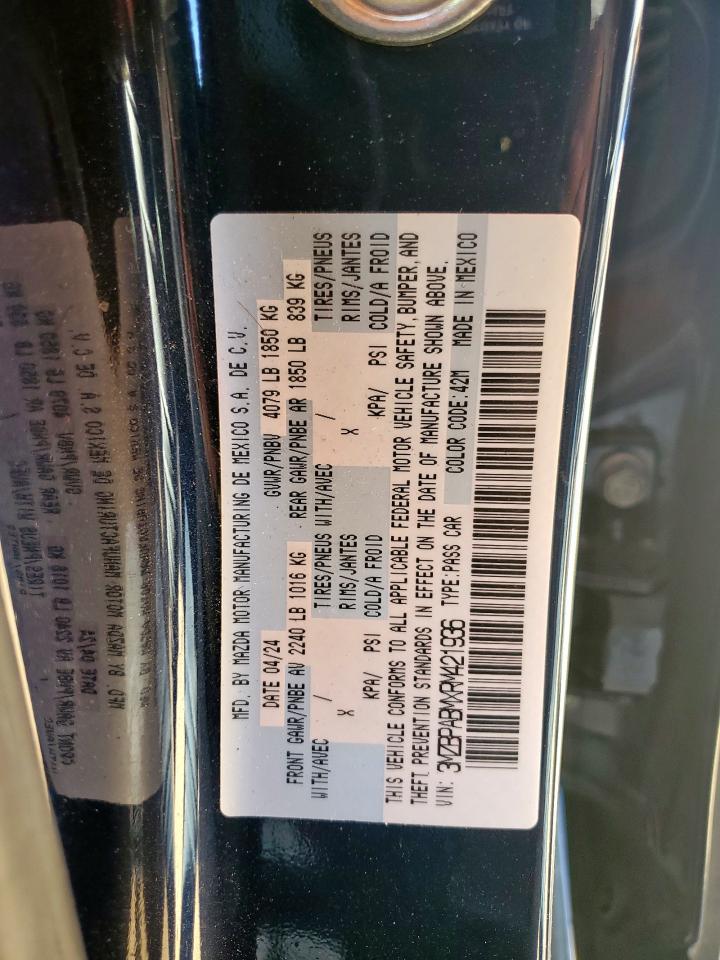 MFD. BY MAZDA MOTOR MANUFACTURING DE MEXICO S.A. DE C.V.
DATE 04/24 GVWR/PNBV 4079 LB 1850 KG
FRONT GAWR/PNBE AV 2240 LB 1016 KG REAR GAWR/PNBE AR 1850 LB 839 KG
WITH/AVEC / TIRES/PNEUS WITH/AVEC / TIRES/PNEUS
X RIMS/JANTES X RIMS/JANTES
KPA/ PSI COLD/A FROID KPA/ PSI COLD/A FROID
THIS VEHICLE CONFORMS TO ALL APPLICABLE FEDERAL MOTOR VEHICLE SAFETY, BUMPER, AND
THEFT PREVENTION STANDARDS IN EFFECT ON THE DATE OF MANUFACTURE SHOWN ABOVE.
VIN: TYPE:PASS CAR COLOR CODE:42M MADE IN MEXICO